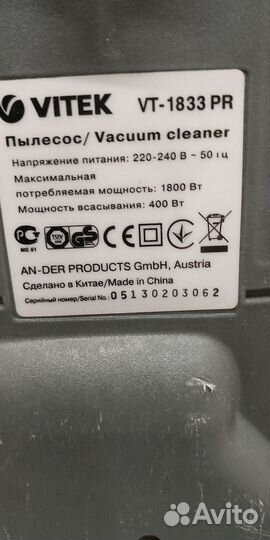 VITEK VT-1833 PR
Пылесос/ Vacuum cleaner
Напряжение питания: 220-240 В ~ 50 Гц
Максимальная
потребляемая мощность: 1800 Вт
Мощность всасывания: 400 Вт
ME 61
AN-DER PRODUCTS GmbH, Austria
Сделано в Китае/Made in China
Серийный номер/Serial No.: 05130203062
Avito